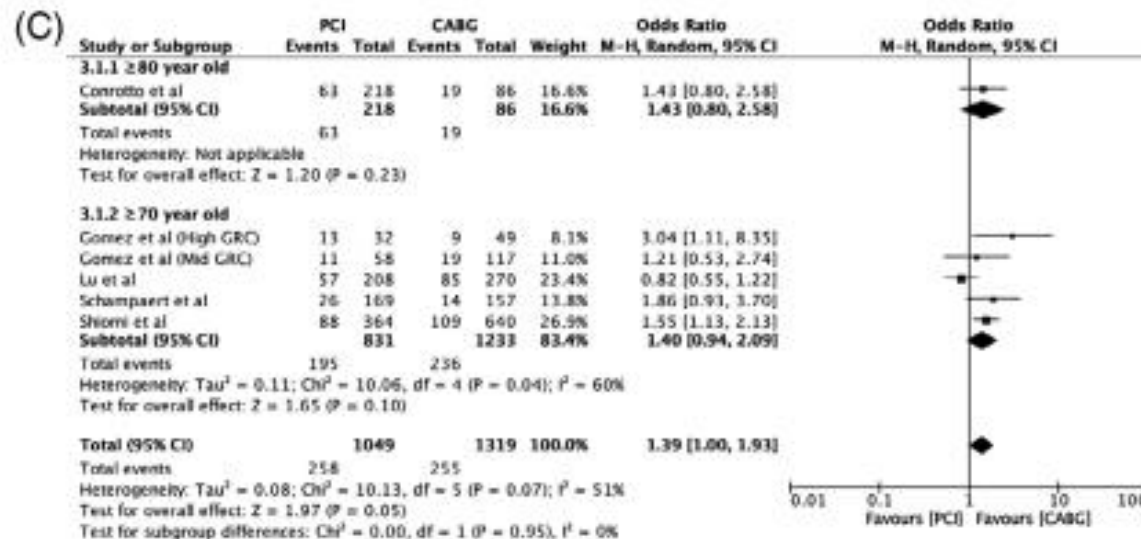 (C)
PCI CABG Odds Ratio Odds Ratio
Study or Subgroup Events Total Events Total Weight M-H, Random, 95% CI M-H, Random, 95% CI
3.1.1 ≥80 year old
Conrotto et al 63 218 19 86 16.6% 1.43 [0.80, 2.58]
Subtotal (95% CI) 218 86 16.6% 1.43 [0.80, 2.58]
Total events 63 19
Heterogeneity: Not applicable
Test for overall effect: Z = 1.20 (P = 0.23)
3.1.2 ≥70 year old
Gomez et al (High GRC) 13 32 9 49 8.1% 3.04 [1.11, 8.35]
Gomez et al (Mid GRC) 11 58 19 117 11.0% 1.21 [0.53, 2.74]
Lu et al 57 208 85 270 23.4% 0.82 [0.55, 1.22]
Schampaert et al 26 169 14 157 13.8% 1.86 [0.93, 3.70]
Shiomi et al 88 364 109 640 26.9% 1.55 [1.13, 2.13]
Subtotal (95% CI) 831 1233 83.4% 1.40 [0.94, 2.09]
Total events 195 236
Heterogeneity: Tau² = 0.11; Chi² = 10.06, df = 4 (P = 0.04); I² = 60%
Test for overall effect: Z = 1.65 (P = 0.10)
Total (95% CI) 1049 1319 100.0% 1.39 [1.00, 1.93]
Total events 258 255
Heterogeneity: Tau² = 0.08; Chi² = 10.13, df = 5 (P = 0.07); I² = 51%
Test for overall effect: Z = 1.97 (P = 0.05)
Test for subgroup differences: Chi² = 0.00, df = 1 (P = 0.95), I² = 0%
0.01 0.1 1 10 100
Favours [PCI] Favours [CABG]